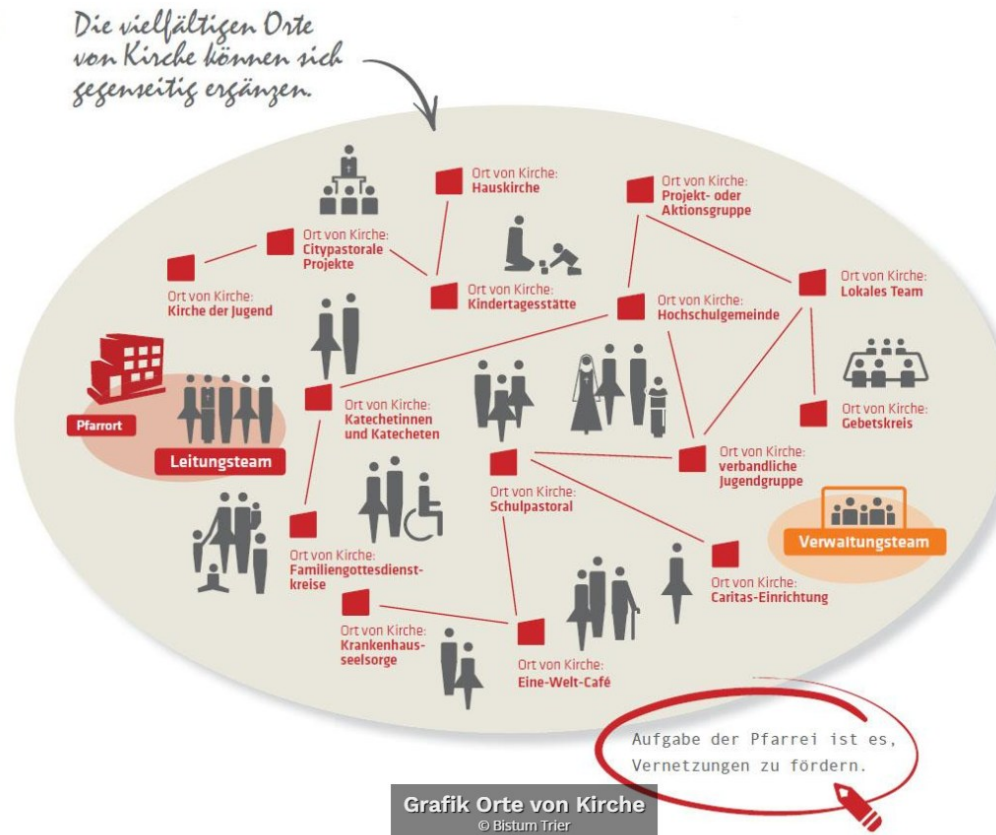 Die vielfältigen Orte
von Kirche können sich
gegenseitig ergänzen.
Ort von Kirche:
Hauskirche
Ort von Kirche:
Projekt- oder
Aktionsgruppe
Ort von Kirche:
Citypastorale
Projekte
Ort von Kirche:
Kirche der Jugend
Ort von Kirche:
Kindertagesstätte
Ort von Kirche:
Hochschulgemeinde
Ort von Kirche:
Lokales Team
Pfarrort
Leitungsteam
Ort von Kirche:
Katechetinnen
und Katecheten
Ort von Kirche:
Gebetskreis
Ort von Kirche:
Schulpastoral
Ort von Kirche:
verbandliche
Jugendgruppe
Verwaltungsteam
Ort von Kirche:
Familiengottesdienst-
kreise
Ort von Kirche:
Caritas-Einrichtung
Ort von Kirche:
Krankenhaus-
seelsorge
Ort von Kirche:
Eine-Welt-Café
Aufgabe der Pfarrei ist es,
Vernetzungen zu fördern.
Grafik Orte von Kirche
© Bistum Trier